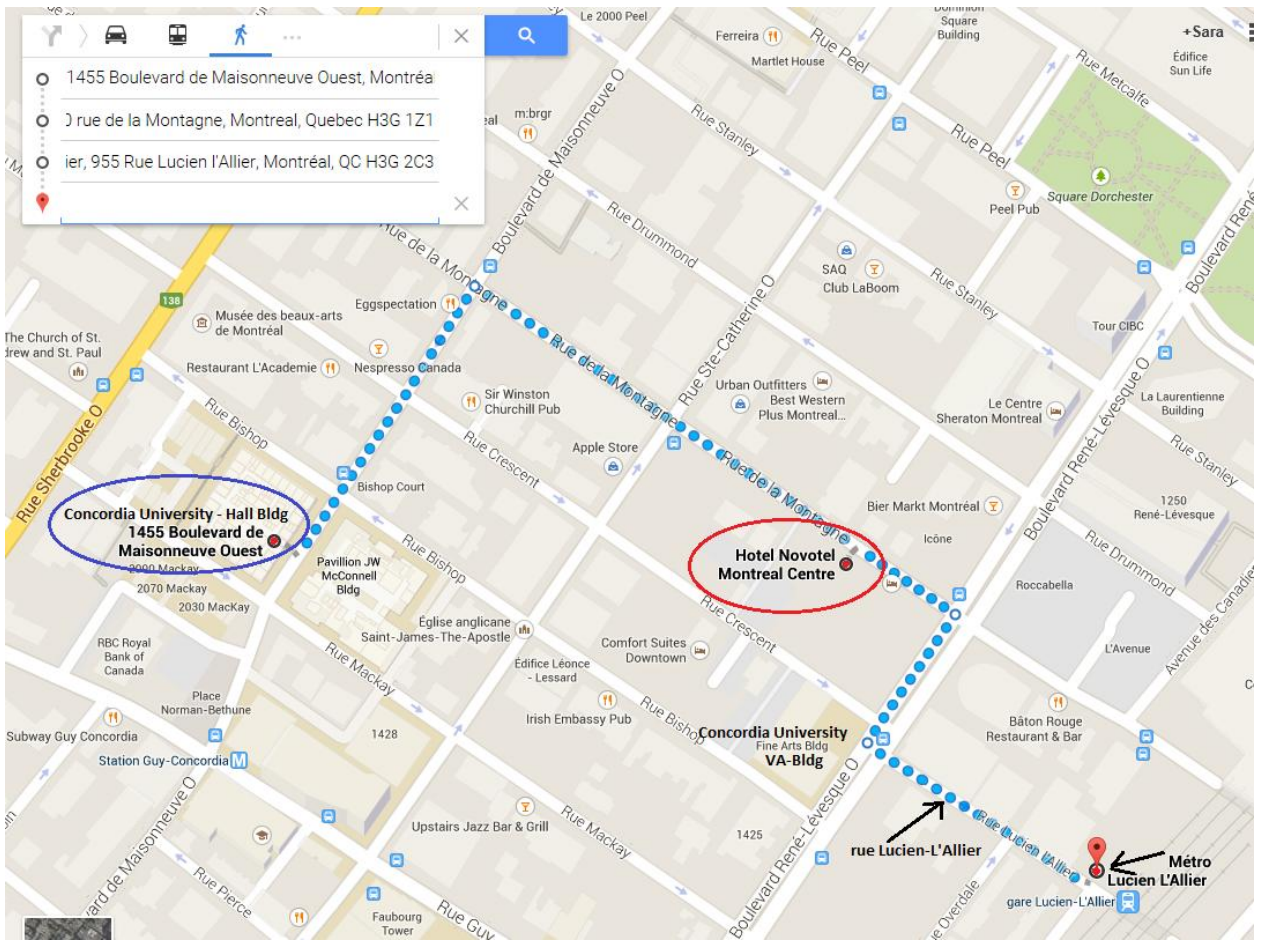 1455 Boulevard de Maisonneuve Ouest, Montréa
rue de la Montagne, Montreal, Quebec H3G 1Z1
ier, 955 Rue Lucien l'Allier, Montréal, QC H3G 2C3
Le 2000 Peel
Dominion
Square
Building
+Sara
Ferreira
Martlet House
Rue Peel
Rue Metcalfe
Édifice
Sun Life
m:brgr
Boulevard de Maisonneuve O
Rue Stanley
Rue Peel
Peel Pub
Square Dorchester
Boulevard René
Rue de la Montagne
Rue Drummond
SAQ
Club LaBoom
Rue Stanley
Tour CIBC
138
Musée des beaux-arts
de Montréal
Eggspectation
The Church of St.
drew and St. Paul
Restaurant L'Academie
Nespresso Canada
Rue de la Montagne
Rue Ste-Catherine O
Urban Outfitters
Best Western
Plus Montreal...
Le Centre
Sheraton Montreal
La Laurentienne
Building
Sir Winston
Churchill Pub
Rue Bishop
Rue Crescent
Apple Store
Rue Stanley
Rue Sherbrooke O
Bishop Court
Rue de la Montagne
Bier Markt Montréal
Boulevard René-Lévesque O
1250
René-Lévesque
Concordia University - Hall Bldg
1455 Boulevard de
Maisonneuve Ouest
2090 Mackay
2070 Mackay
2030 MacKay
Pavillion JW
McConnell
Bldg
Rue Bishop
Hotel Novotel
Montreal Centre
Icône
Rue Drummond
Roccabella
Avenue des Canadie
Rue Crescent
Église anglicane
Saint-James-The-Apostle
RBC Royal
Bank of
Canada
Rue Mackay
Édifice Léonce
- Lessard
Comfort Suites
Downtown
L'Avenue
Place
Norman-Bethune
Irish Embassy Pub
Rue Bishop
Concordia University
Fine Arts Bldg
VA-Bldg
Bâton Rouge
Restaurant & Bar
Subway Guy Concordia
1428
Station Guy-Concordia
M
Upstairs Jazz Bar & Grill
Rue Mackay
1425
Boulevard René-Lévesque O
rue Lucien-L'Allier
Rue Lucien l'Allier
Métro
Lucien L'Allier
gare Lucien-L'Allier
ard de Maisonneuve O
Rue Pierce
Faubourg
Tower
Rue Guy
ue Overdale